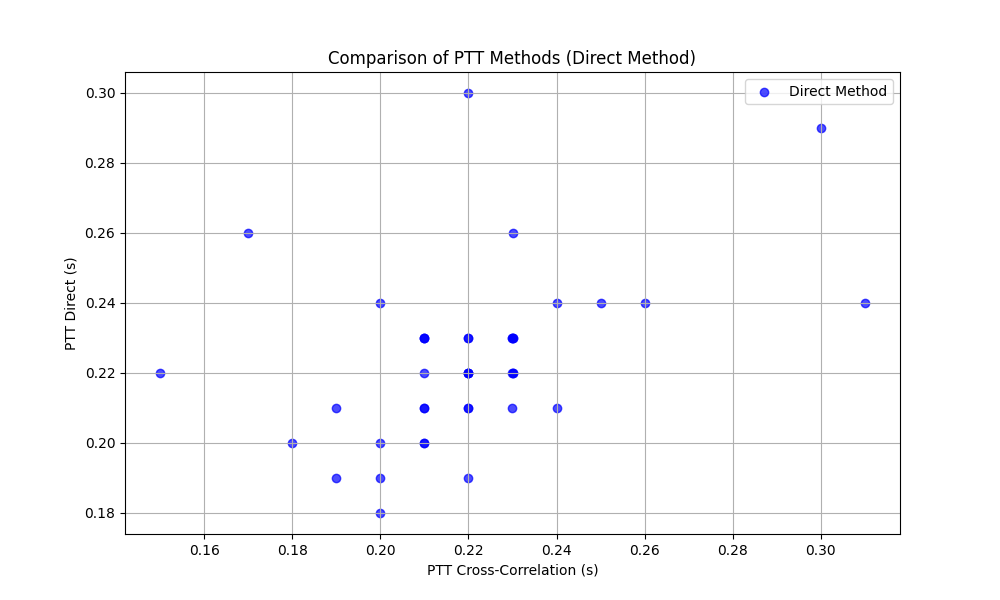 Comparison of PTT Methods (Direct Method)
Direct Method
PTT Direct (s)
0.30
0.28
0.26
0.24
0.22
0.20
0.18
0.16 0.18 0.20 0.22 0.24 0.26 0.28 0.30
PTT Cross-Correlation (s)